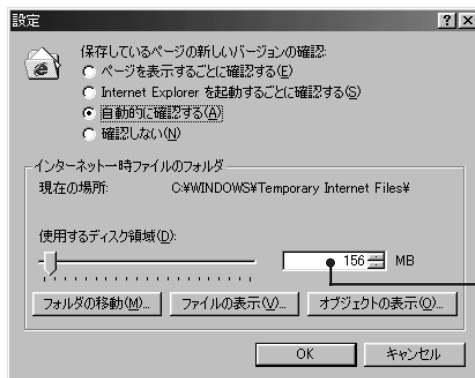 設定
保存しているページの新しいバージョンの確認:
ページを表示するごとに確認する(E)
Internet Explorer を起動するごとに確認する(S)
自動的に確認する(A)
確認しない(N)
インターネット一時ファイルのフォルダ
現在の場所: C:¥WINDOWS¥Temporary Internet Files¥
使用するディスク領域(D):
156 MB
フォルダの移動(M)... ファイルの表示(V)... オブジェクトの表示(O)...
OK キャンセル